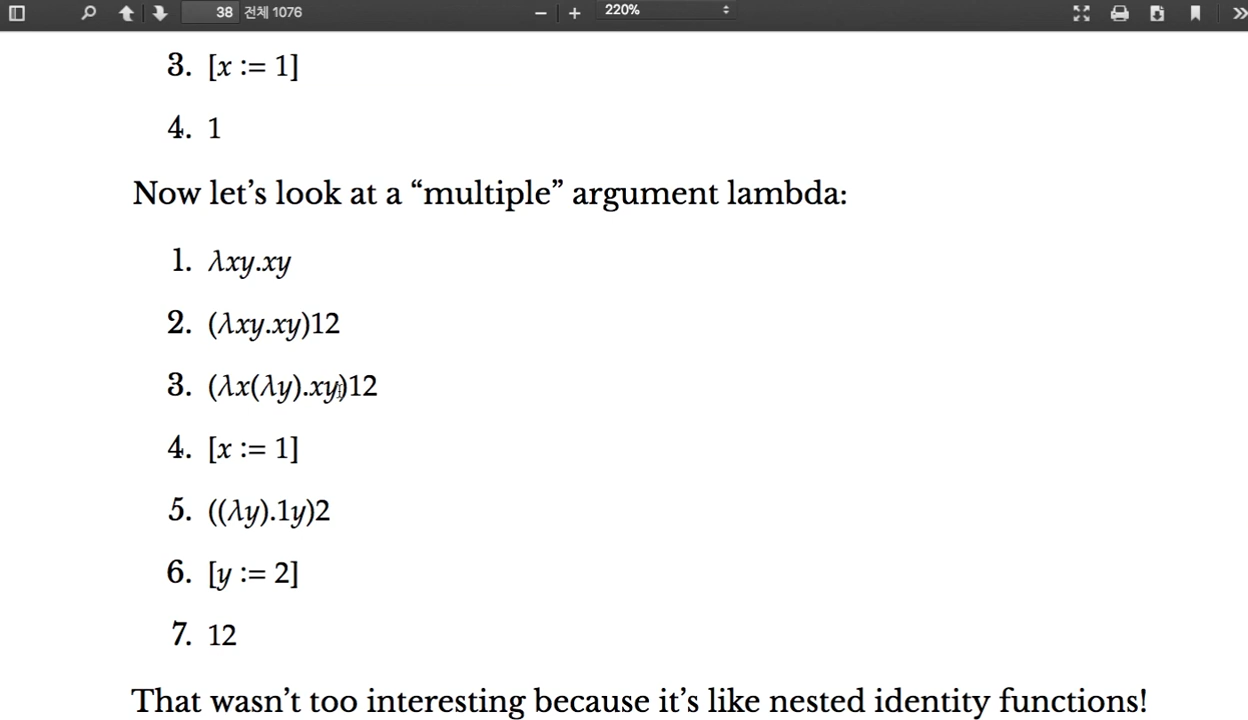 38 전체 1076 220%
3. [x := 1]
4. 1
Now let’s look at a “multiple” argument lambda:
1. λxy.xy
2. (λxy.xy)12
3. (λx(λy).xy)12
4. [x := 1]
5. ((λy).1y)2
6. [y := 2]
7. 12
That wasn’t too interesting because it’s like nested identity functions!